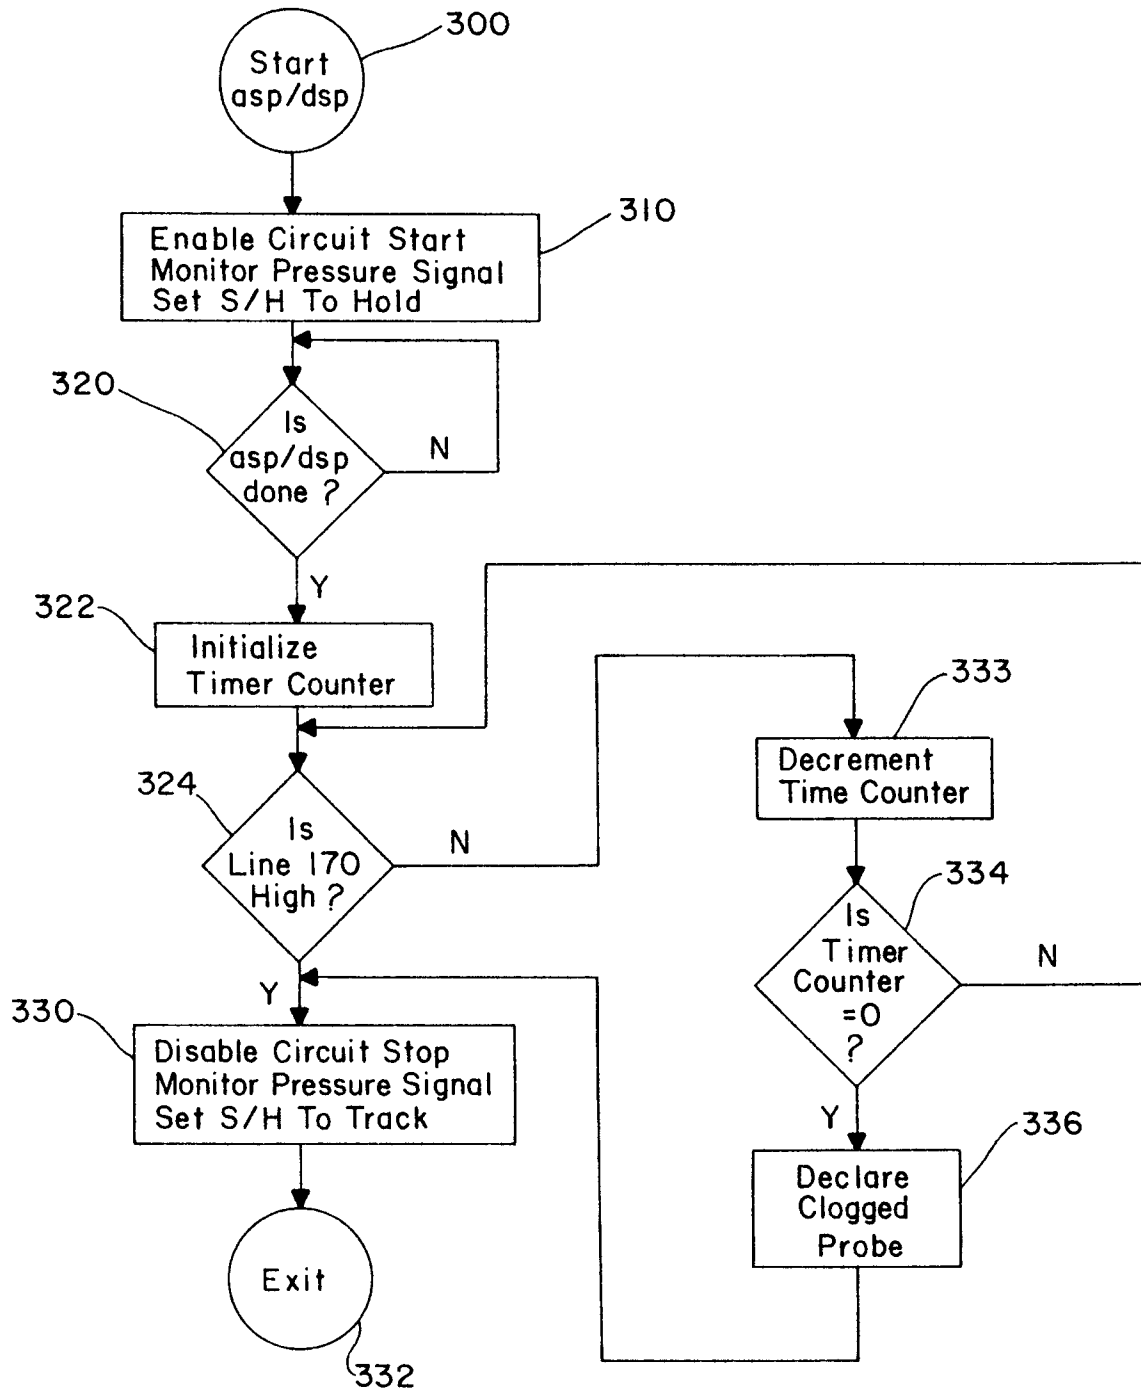 300
Start
asp/dsp
310
Enable Circuit Start
Monitor Pressure Signal
Set S/H To Hold
320
Is
asp/dsp
done ?
N
Y
322
Initialize
Timer Counter
324
Is
Line 170
High ?
N
Y
333
Decrement
Time Counter
334
Is
Timer
Counter
=0
?
N
Y
336
Declare
Clogged
Probe
330
Disable Circuit Stop
Monitor Pressure Signal
Set S/H To Track
Exit
332